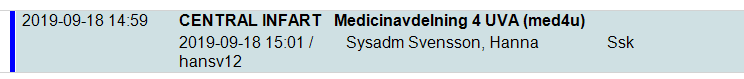 2019-09-18 14:59 CENTRAL INFART Medicinavdelning 4 UVA (med4u)
2019-09-18 15:01 / Sysadm Svensson, Hanna Ssk
hansv12